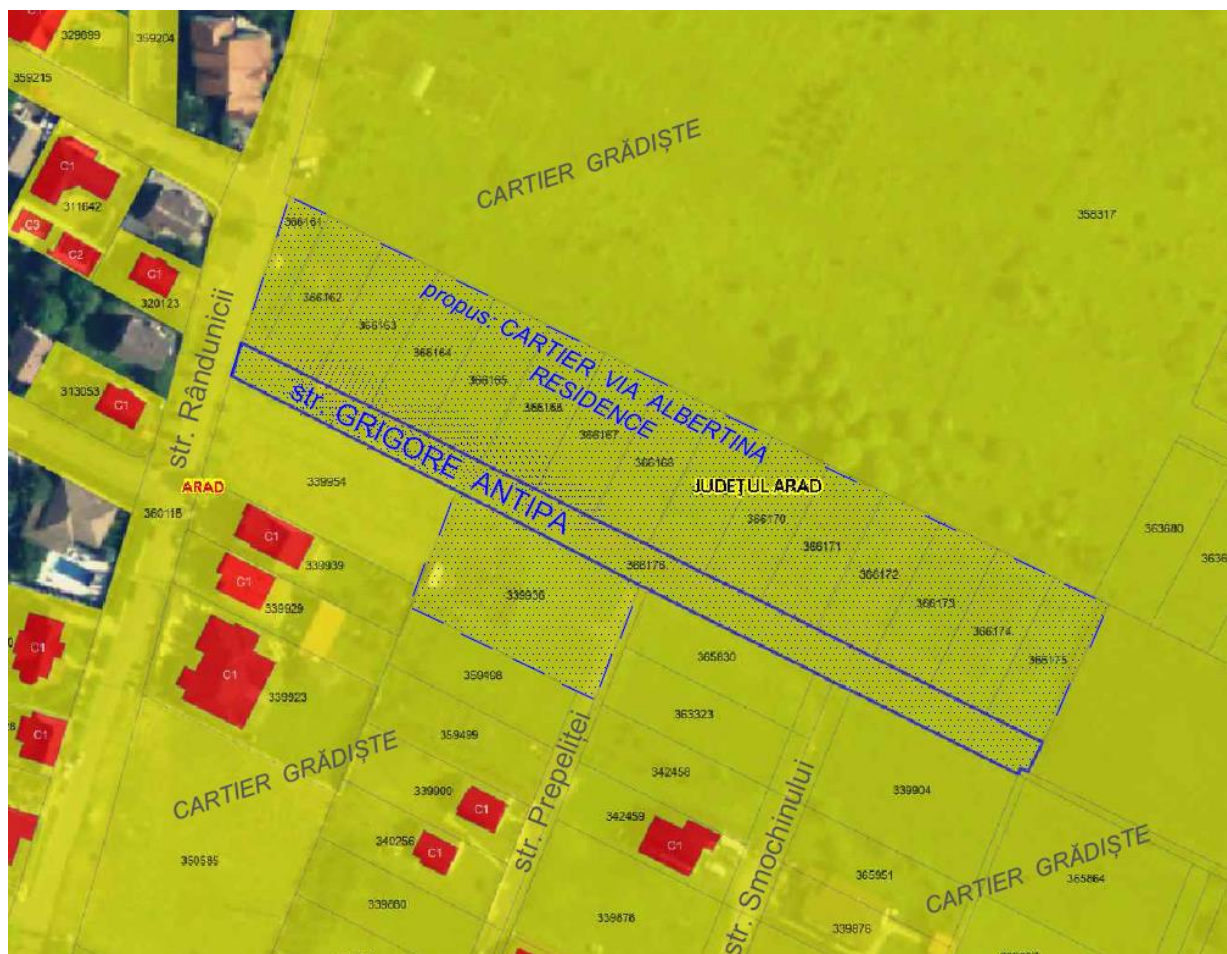 329699
359204
359215
C1
311642
C3
C2
C1
320123
CARTIER GRĂDIȘTE
358317
366161
366162
366163
366164
366165
366166
366167
366168
propus: CARTIER VIA ALBERTINA
RESIDENCE
str. Rândunicii
str. GRIGORE ANTIPA
313053
C1
ARAD
360116
339954
JUDEȚUL ARAD
366170
366171
366172
366173
366174
366175
366176
363680
C1
339939
C1
339929
C1
339923
339936
359498
359499
365630
363323
342458
342459
C1
C1
C1
CARTIER GRĂDIȘTE
350585
339900
C1
340256
C1
339880
str. Prepeliței
C1
339878
str. Smochinului
339904
365951
339876
CARTIER GRĂDIȘTE
365864